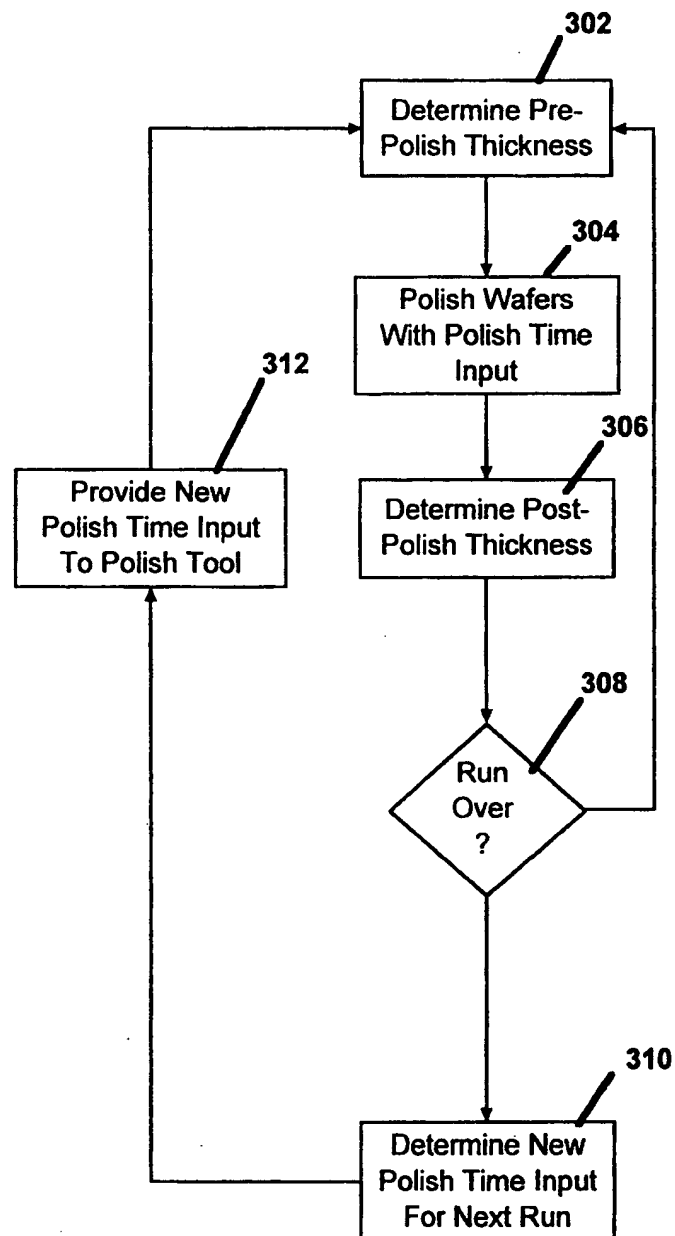 302
Determine Pre-
Polish Thickness
304
Polish Wafers
With Polish Time
Input
312
306
Provide New
Polish Time Input
To Polish Tool
Determine Post-
Polish Thickness
308
Run
Over
?
310
Determine New
Polish Time Input
For Next Run